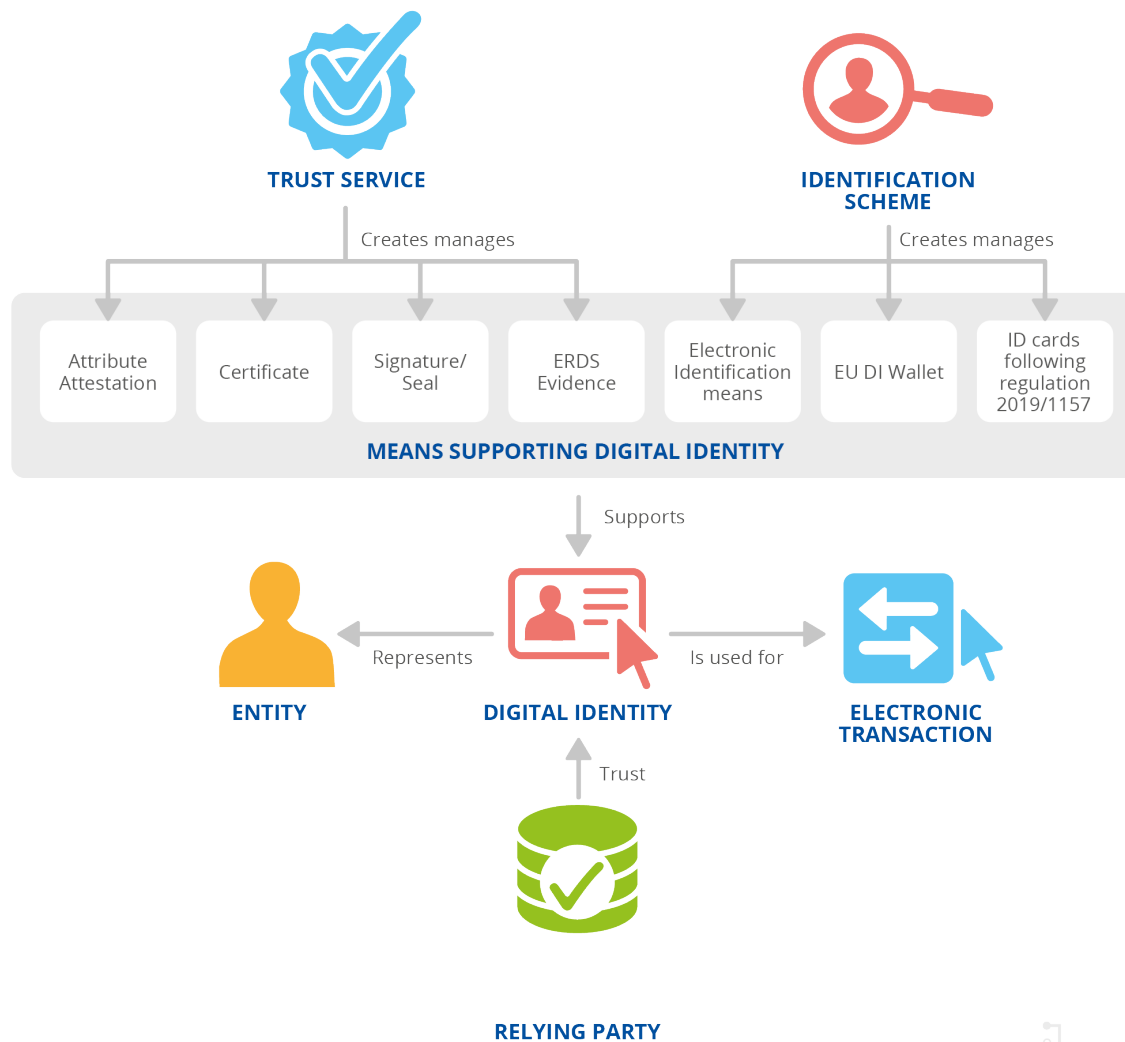 TRUST SERVICE
IDENTIFICATION
SCHEME
Creates manages
Creates manages
Attribute
Attestation
Certificate
Signature/
Seal
ERDS
Evidence
Electronic
Identification
means
EU DI Wallet
ID cards
following
regulation
2019/1157
MEANS SUPPORTING DIGITAL IDENTITY
Supports
Represents
Is used for
ENTITY
DIGITAL IDENTITY
ELECTRONIC
TRANSACTION
Trust
RELYING PARTY